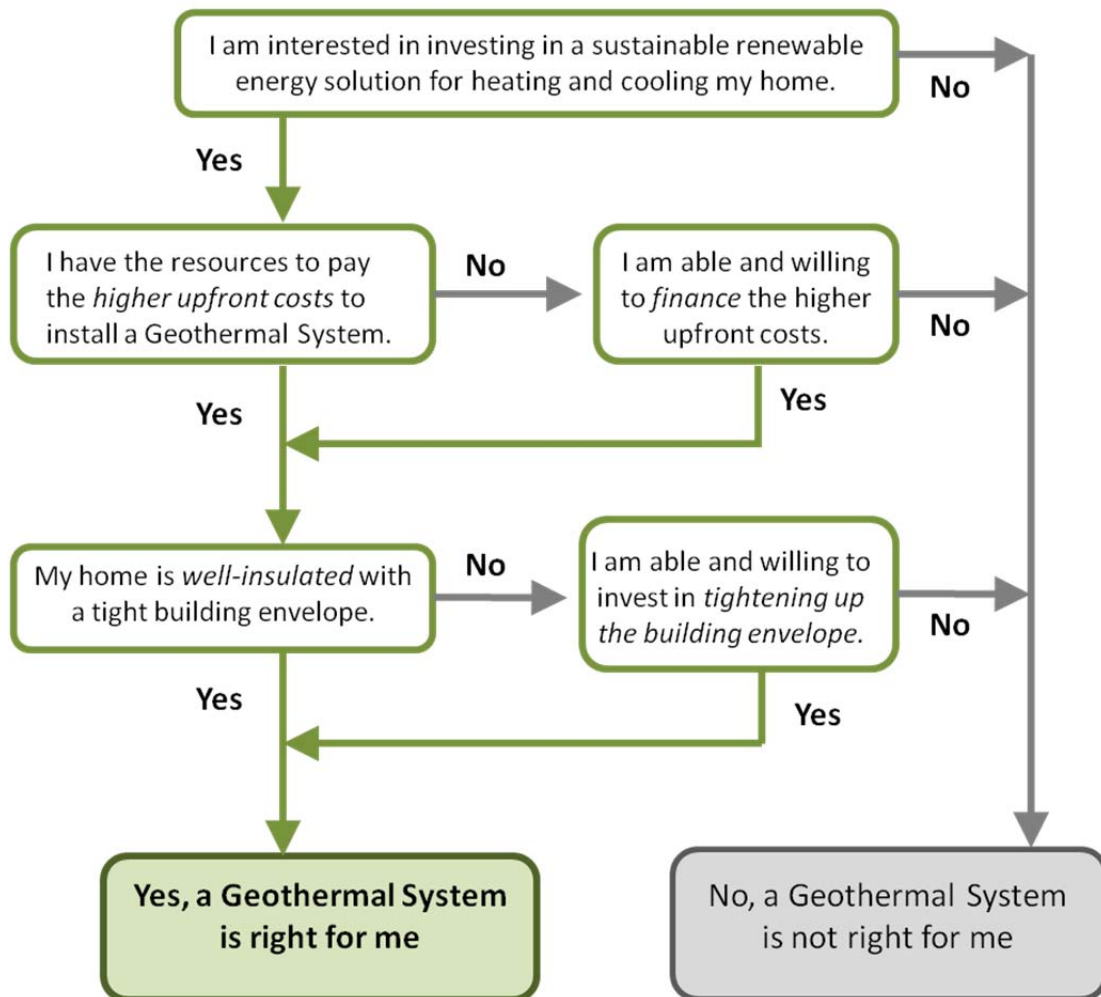 I am interested in investing in a sustainable renewable
energy solution for heating and cooling my home.
No
Yes
I have the resources to pay
the higher upfront costs to
install a Geothermal System.
No
I am able and willing
to finance the higher
upfront costs.
No
Yes
Yes
My home is well-insulated with
a tight building envelope.
No
I am able and willing to
invest in tightening up
the building envelope.
No
Yes
Yes
Yes, a Geothermal System
is right for me
No, a Geothermal System
is not right for me